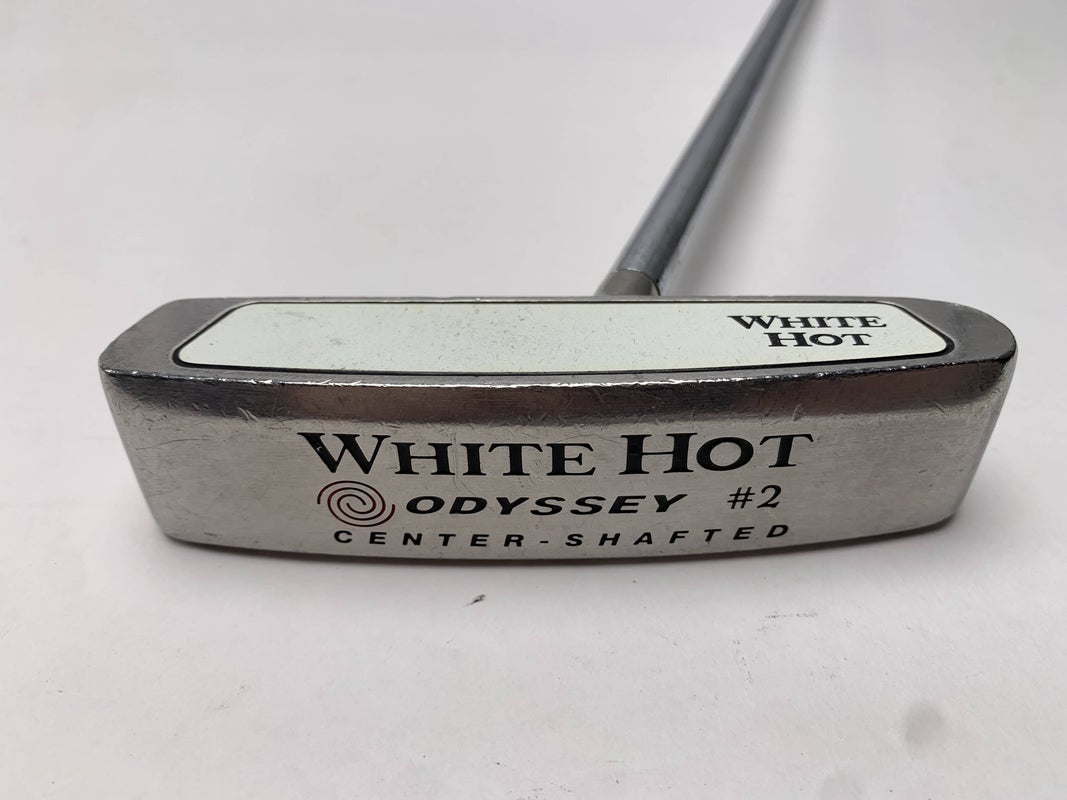 WHITE
HOT
WHITE HOT
ODYSSEY #2
CENTER-SHAFTED